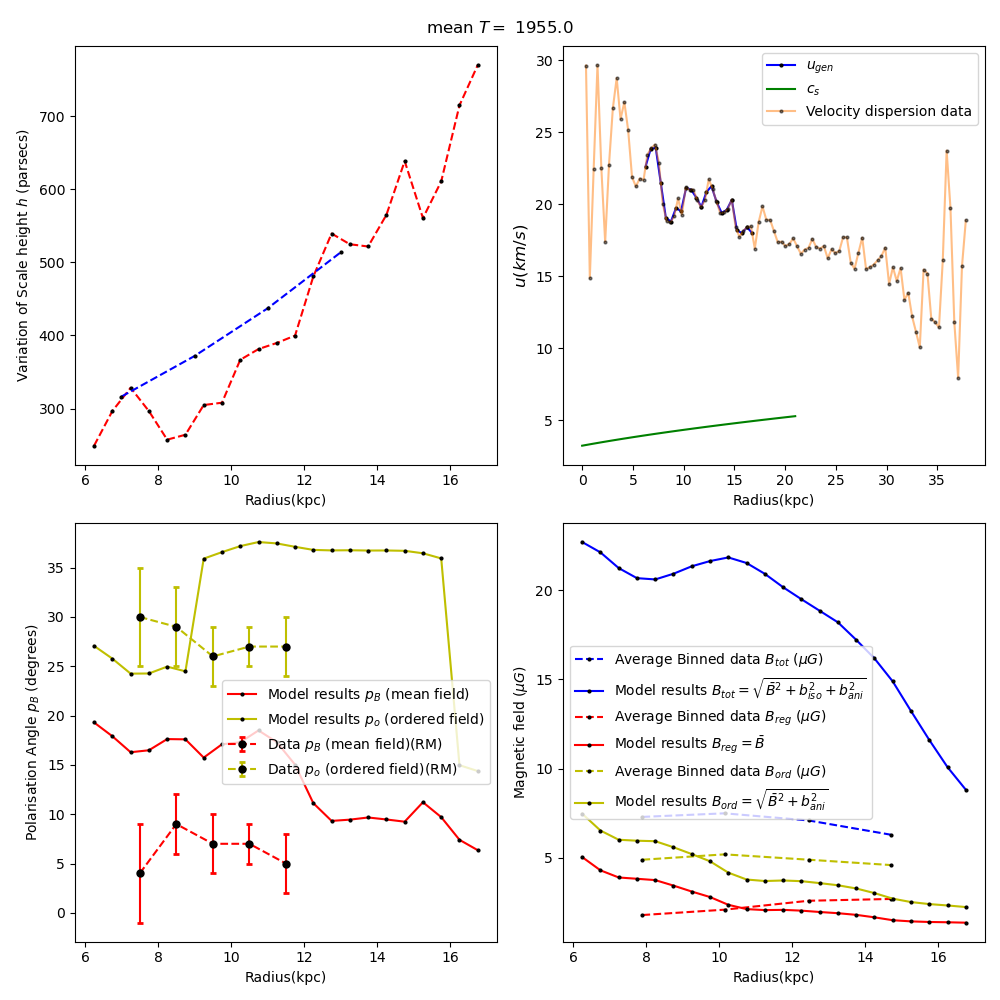 mean T = 1955.0
Variation of Scale height h (parsecs)
700
600
500
400
300
6 8 10 12 14 16
Radius(kpc)
u(km/s)
30
25
20
15
10
5
u_gen
c_s
Velocity dispersion data
0 5 10 15 20 25 30 35
Radius(kpc)
Polarisation Angle p_B (degrees)
35
30
25
20
15
10
5
0
Model results p_B (mean field)
Model results p_o (ordered field)
Data p_B (mean field)(RM)
Data p_o (ordered field)(RM)
6 8 10 12 14 16
Radius(kpc)
Magnetic field (μG)
20
15
10
5
Average Binned data B_tot (μG)
Model results B_tot = √(B̄² + b²_iso + b²_ani)
Average Binned data B_reg (μG)
Model results B_reg = B̄
Average Binned data B_ord (μG)
Model results B_ord = √(B̄² + b²_ani)
6 8 10 12 14 16
Radius(kpc)